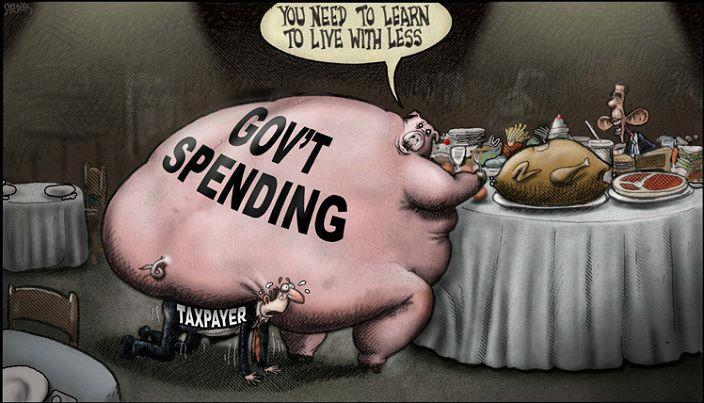 YOU NEED TO LEARN
TO LIVE WITH LESS
GOV'T
SPENDING
TAXPAYER